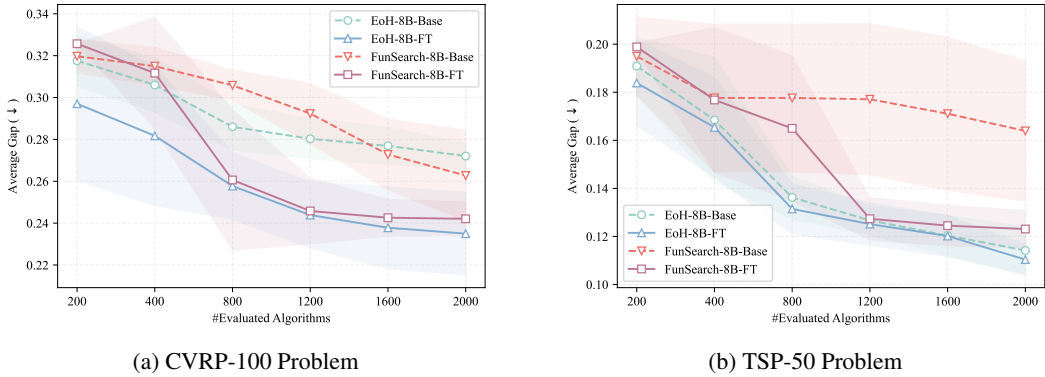 0.34
0.32
0.30
0.28
0.26
0.24
0.22
Average Gap (↓)
200
400
800
1200
1600
2000
#Evaluated Algorithms
EoH-8B-Base
EoH-8B-FT
FunSearch-8B-Base
FunSearch-8B-FT
(a) CVRP-100 Problem
0.20
0.18
0.16
0.14
0.12
0.10
Average Gap (↓)
200
400
800
1200
1600
2000
#Evaluated Algorithms
EoH-8B-Base
EoH-8B-FT
FunSearch-8B-Base
FunSearch-8B-FT
(b) TSP-50 Problem